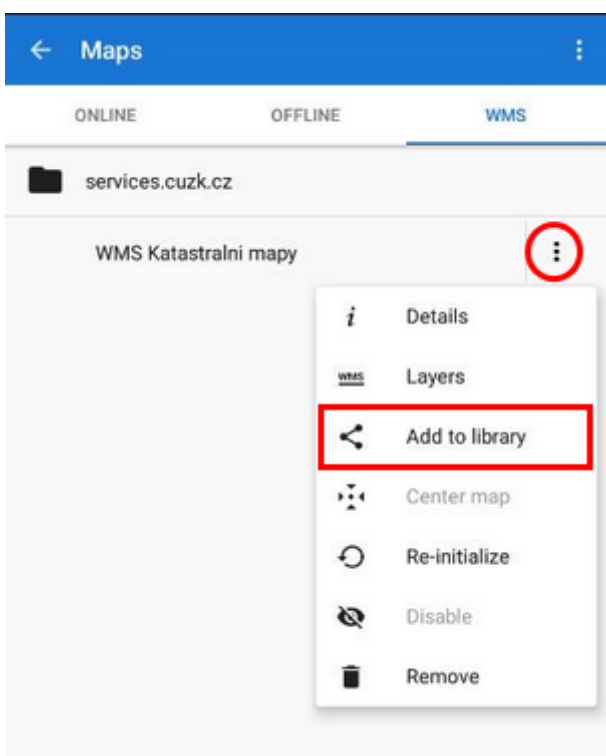 Maps
ONLINE OFFLINE WMS
services.cuzk.cz
WMS Katastralni mapy
i Details
WMS Layers
Add to library
Center map
Re-initialize
Disable
Remove